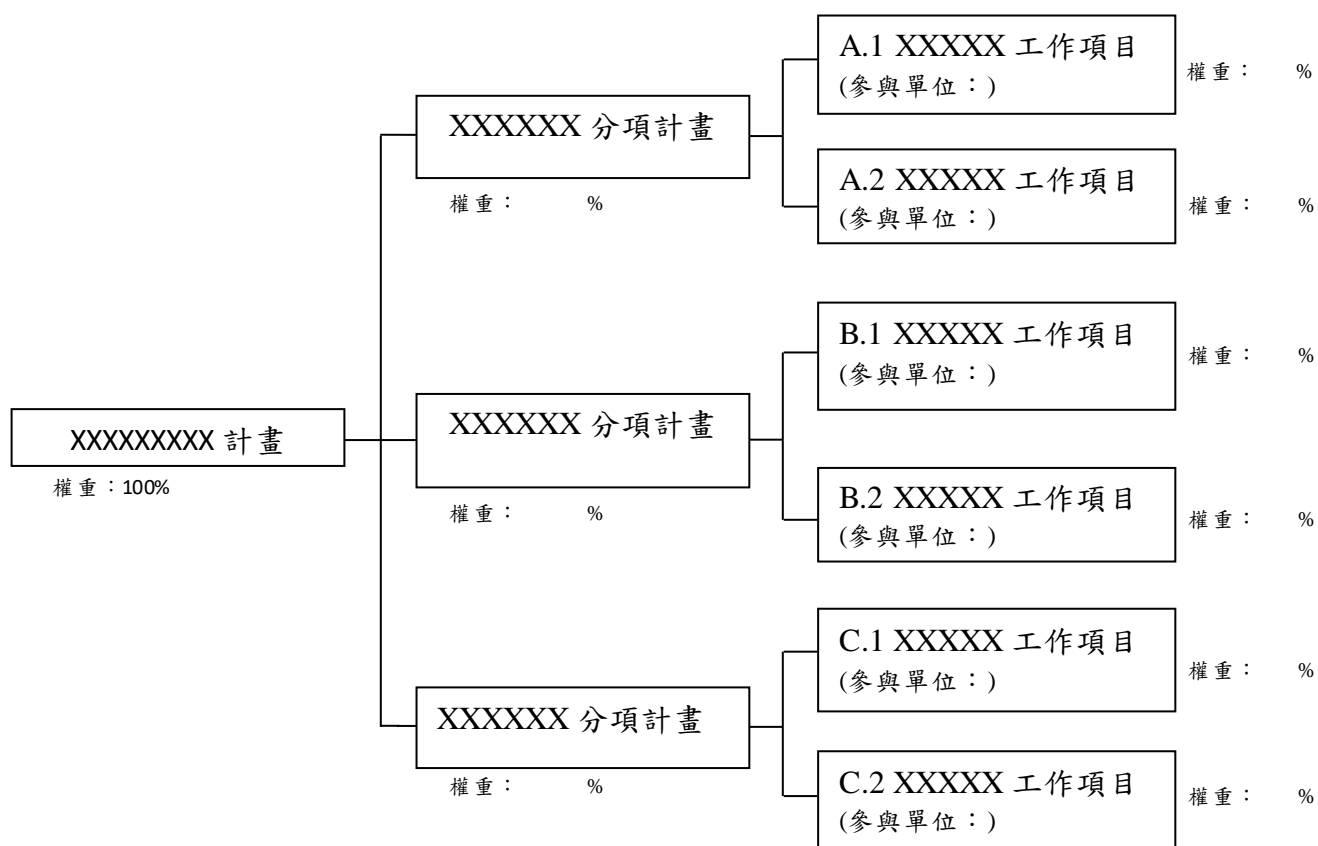 XXXXXXXXX 計畫
權重：100%
XXXXXX 分項計畫
權重： %
A.1 XXXXX 工作項目
(參與單位：)
權重： %
A.2 XXXXX 工作項目
(參與單位：)
權重： %
XXXXXX 分項計畫
權重： %
B.1 XXXXX 工作項目
(參與單位：)
權重： %
B.2 XXXXX 工作項目
(參與單位：)
權重： %
XXXXXX 分項計畫
權重： %
C.1 XXXXX 工作項目
(參與單位：)
權重： %
C.2 XXXXX 工作項目
(參與單位：)
權重： %